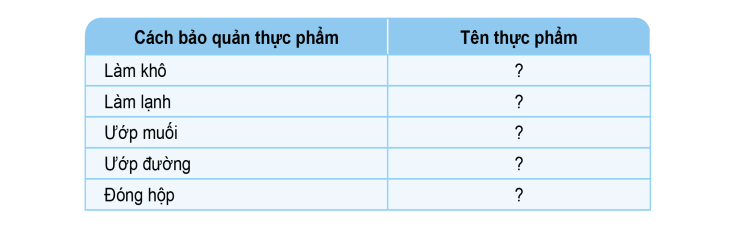 Cách bảo quản thực phẩm Tên thực phẩm
Làm khô ?
Làm lạnh ?
Ướp muối ?
Ướp đường ?
Đóng hộp ?